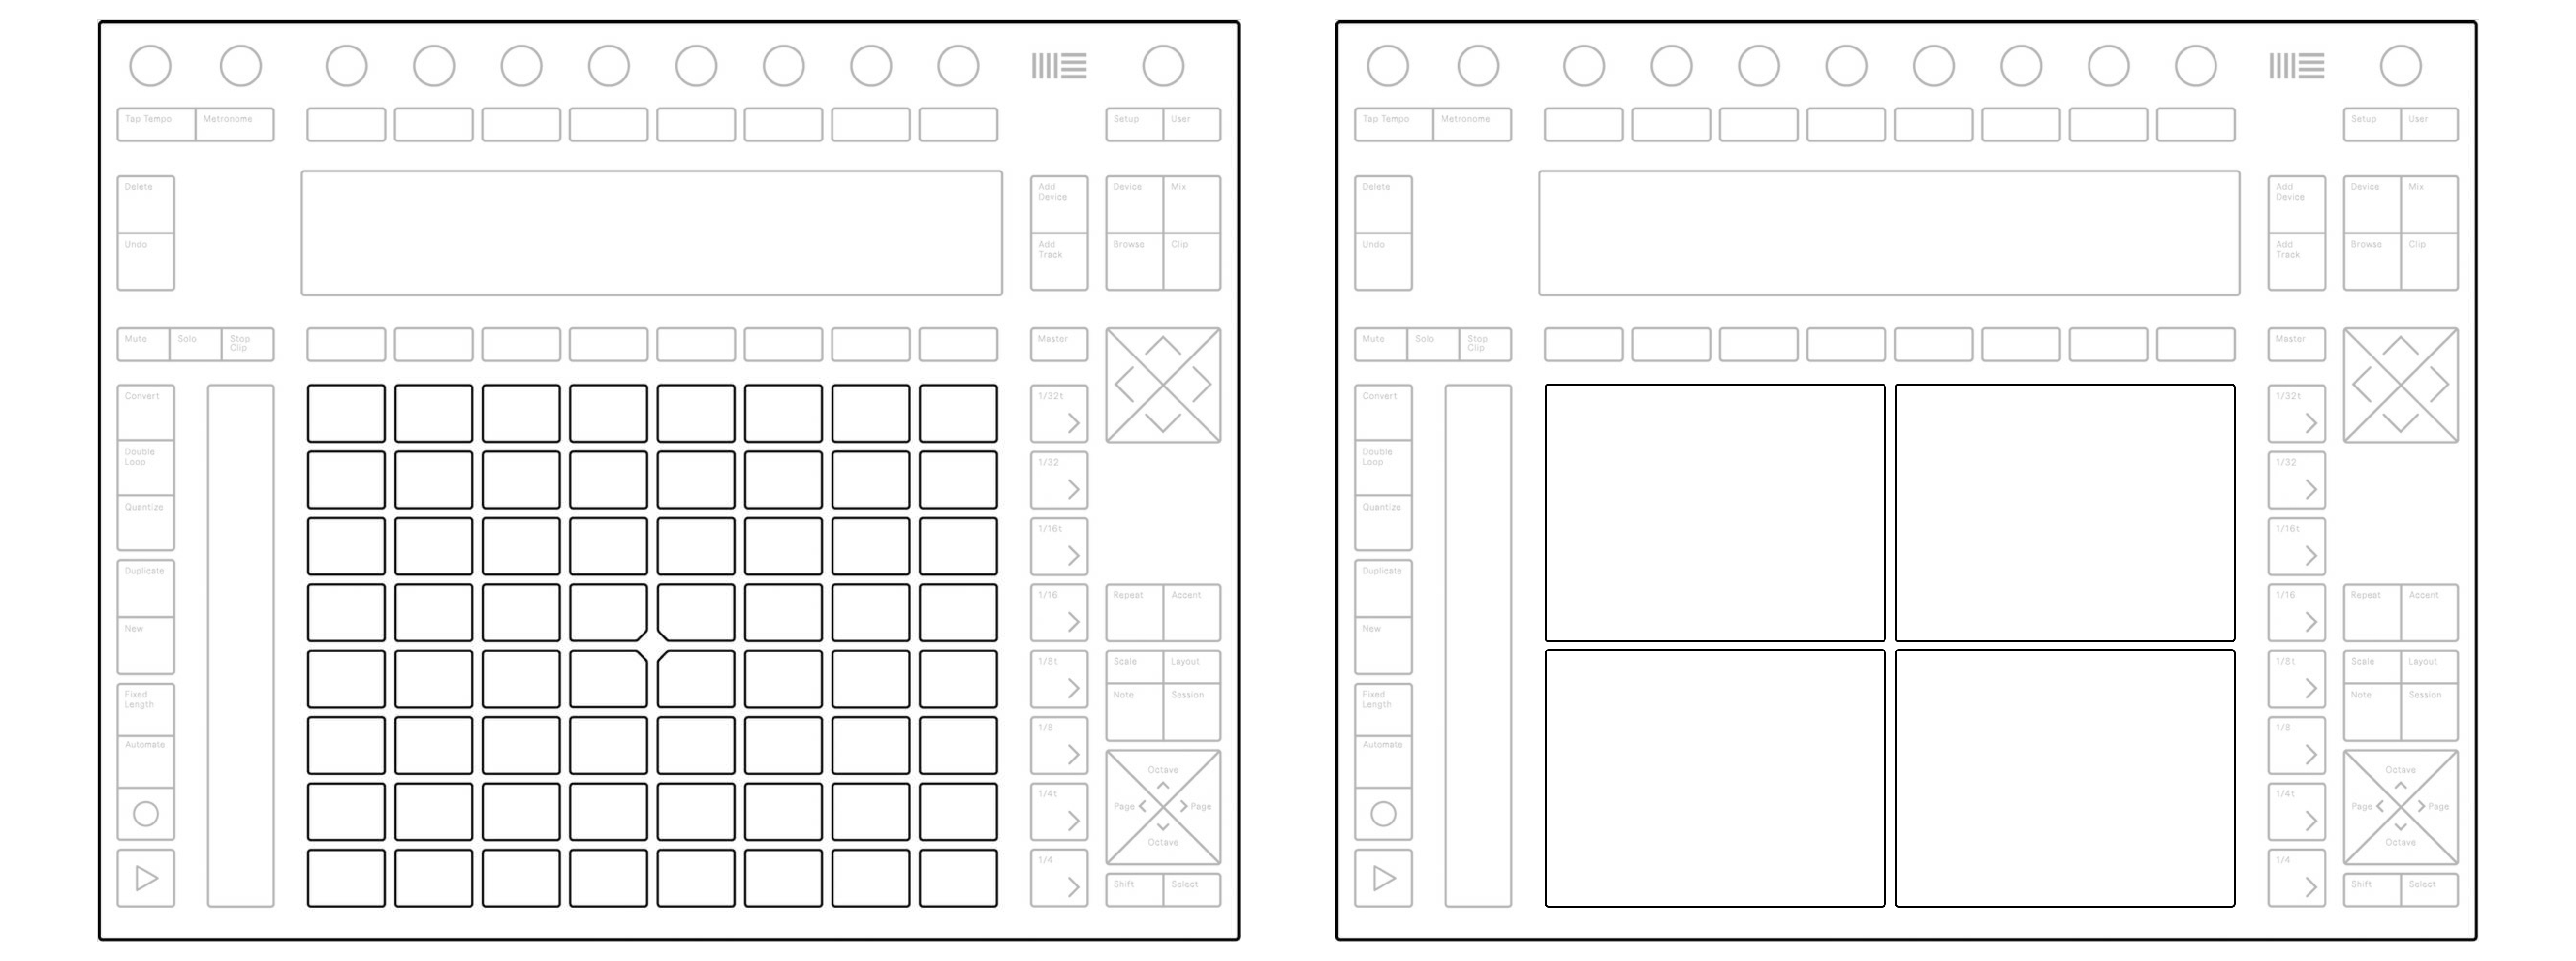 Tap Tempo Metronome
Setup User
Delete
Add
Device
Device Mix
Undo
Add
Track
Browse Clip
Mute Solo Stop
Clip
Master
Convert
1/32t
Double
Loop
1/32
Quantize
1/16t
Duplicate
1/16
Repeat Accent
New
1/8t
Scale Layout
Fixed
Length
Note Session
1/8
Automate
Octave
1/4t
Page Page
Octave
1/4
Shift Select
Tap Tempo Metronome
Setup User
Delete
Add
Device
Device Mix
Undo
Add
Track
Browse Clip
Mute Solo Stop
Clip
Master
Convert
1/32t
Double
Loop
1/32
Quantize
1/16t
Duplicate
1/16
Repeat Accent
New
1/8t
Scale Layout
Fixed
Length
Note Session
1/8
Automate
Octave
1/4t
Page Page
Octave
1/4
Shift Select